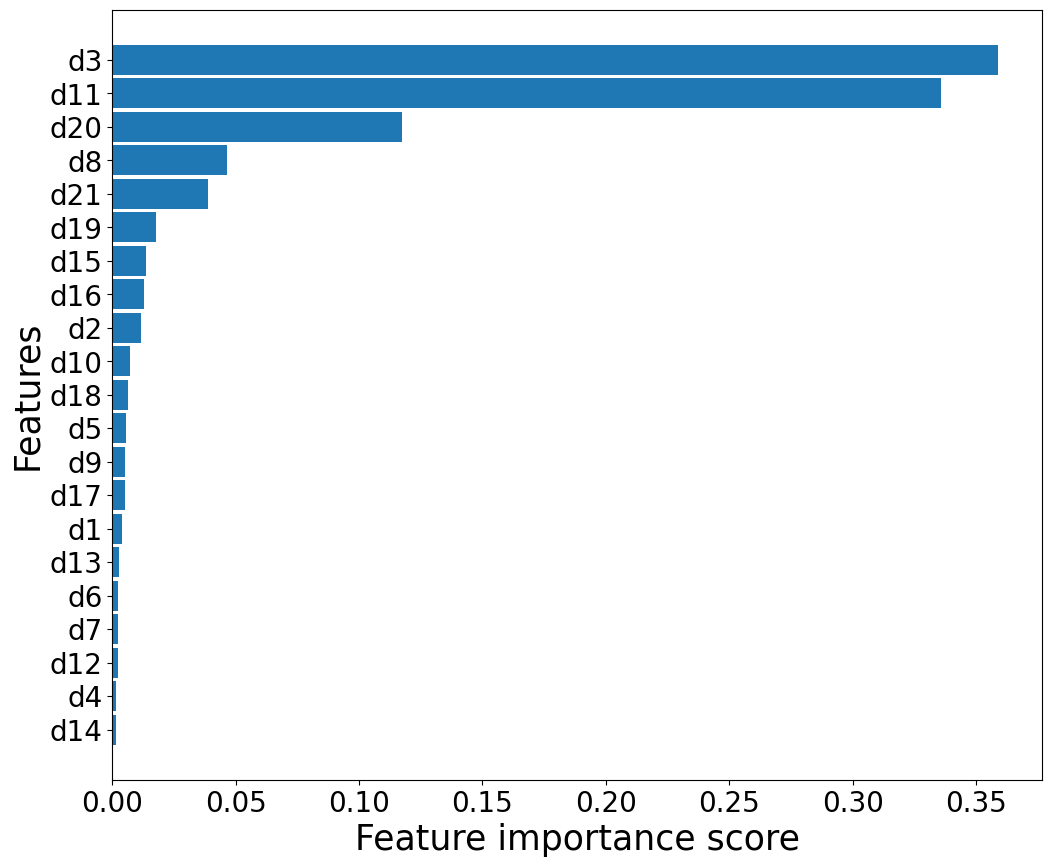 d3
d11
d20
d8
d21
d19
d15
d16
d2
d10
d18
d5
d9
d17
d1
d13
d6
d7
d12
d4
d14
Features
0.00 0.05 0.10 0.15 0.20 0.25 0.30 0.35
Feature importance score